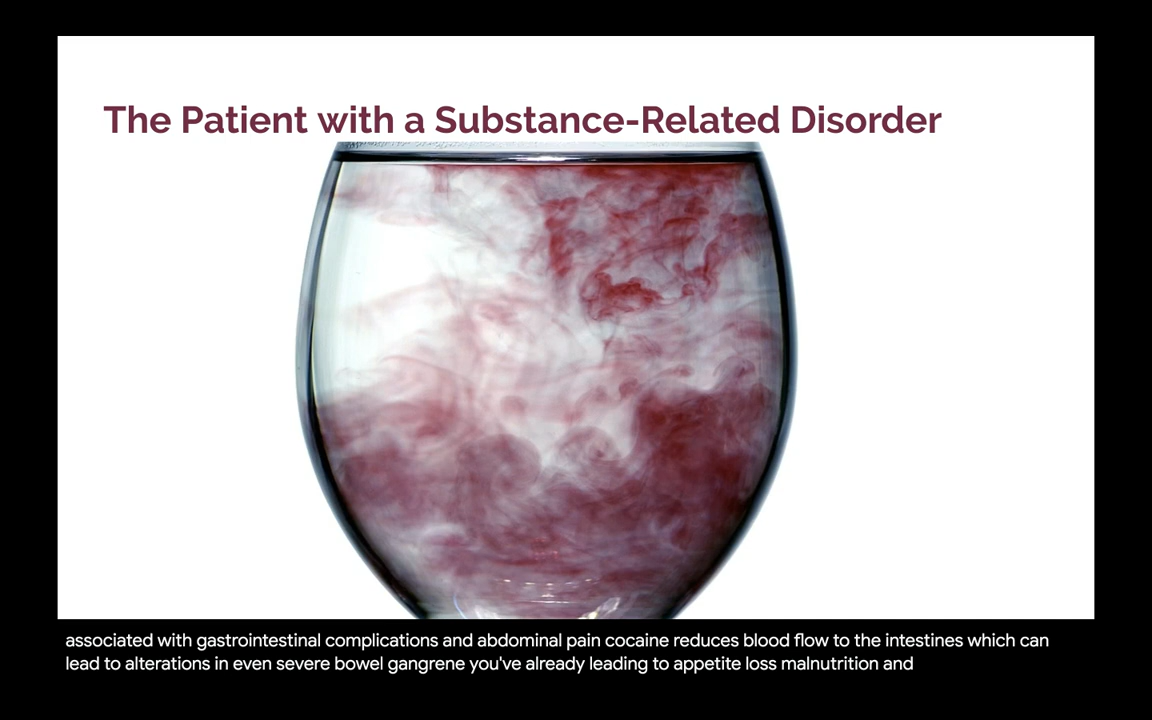 The Patient with a Substance-Related Disorder
associated with gastrointestinal complications and abdominal pain cocaine reduces blood flow to the intestines which can
lead to alterations in even severe bowel gangrene you've already leading to appetite loss malnutrition and